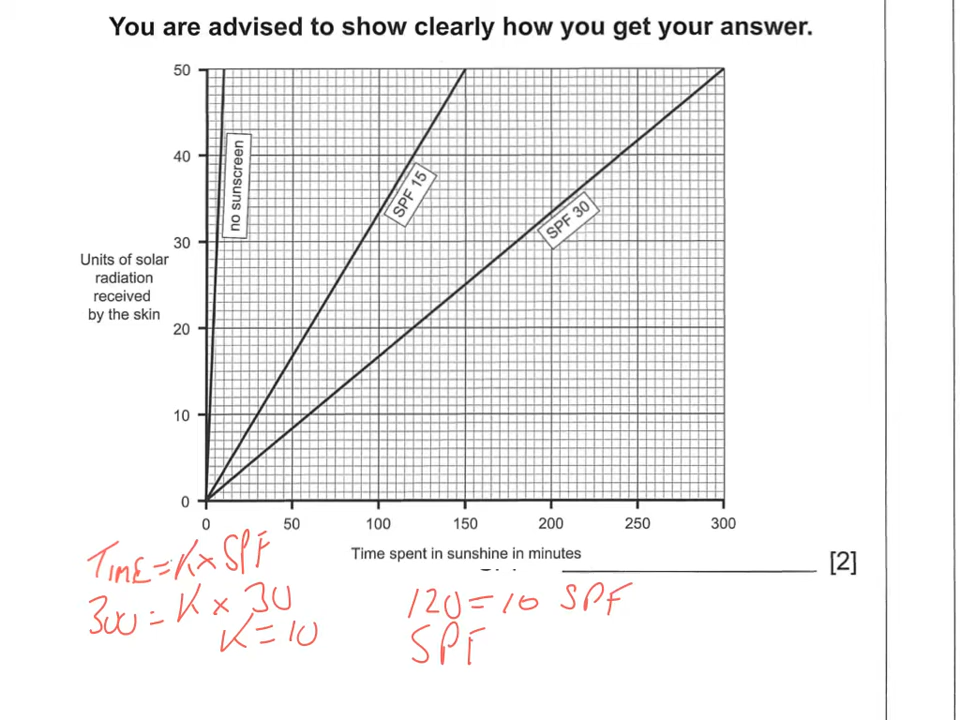 You are advised to show clearly how you get your answer.
50
40
30
20
10
0
Units of solar
radiation
received
by the skin
no sunscreen
SPF 15
SPF 30
0 50 100 150 200 250 300
Time spent in sunshine in minutes
[2]
TIME=K×SPF
300=K×30
K=10
120=10 SPF
SPF